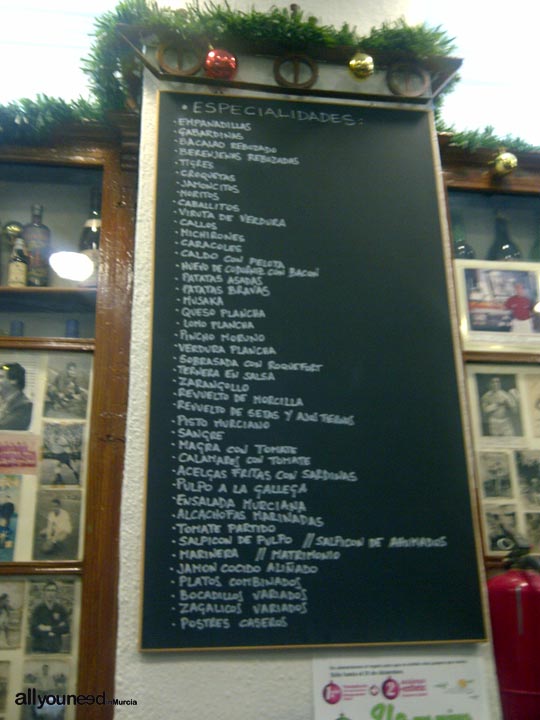 • ESPECIALIDADES:
· EMPANADILLAS
· GABARDINAS
· BACALAO REBOZADO
· BERENJENAS REBOZADAS
· TIGRES
· CROQUETAS
· JAMONCITOS
· MORITOS
· CABALLITOS
· VIRUTA DE VERDURA
· CALLOS
· MICHIRONES
· CARACOLES
· CALDO CON PELOTA
· HUEVO DE CODORNIZ CON BACON
· PATATAS ASADAS
· PATATAS BRAVAS
· MUSAKA
· QUESO PLANCHA
· LOMO PLANCHA
· PINCHO MORUNO
· VERDURA PLANCHA
· SOBRASADA CON ROQUEFORT
· TERNERA EN SALSA
· ZARANGOLLO
· REVUELTO DE MORCILLA
· REVUELTO DE SETAS Y AJOS TIERNOS
· PISTO MURCIANO
· SANGRE
· MAGRA CON TOMATE
· CALAMARES CON TOMATE
· ACELGAS FRITAS CON SARDINAS
· PULPO A LA GALLEGA
· ENSALADA MURCIANA
· ALCACHOFAS MARINADAS
· TOMATE PARTIDO
· SALPICON DE PULPO // SALPICON DE AHUMADOS
· MARINERA // MATRIMONIO
· JAMON COCIDO ALIÑADO
· PLATOS COMBINADOS
· BOCADILLOS VARIADOS
· ZAGALICOS VARIADOS
· POSTRES CASEROS
allyouneed in Murcia